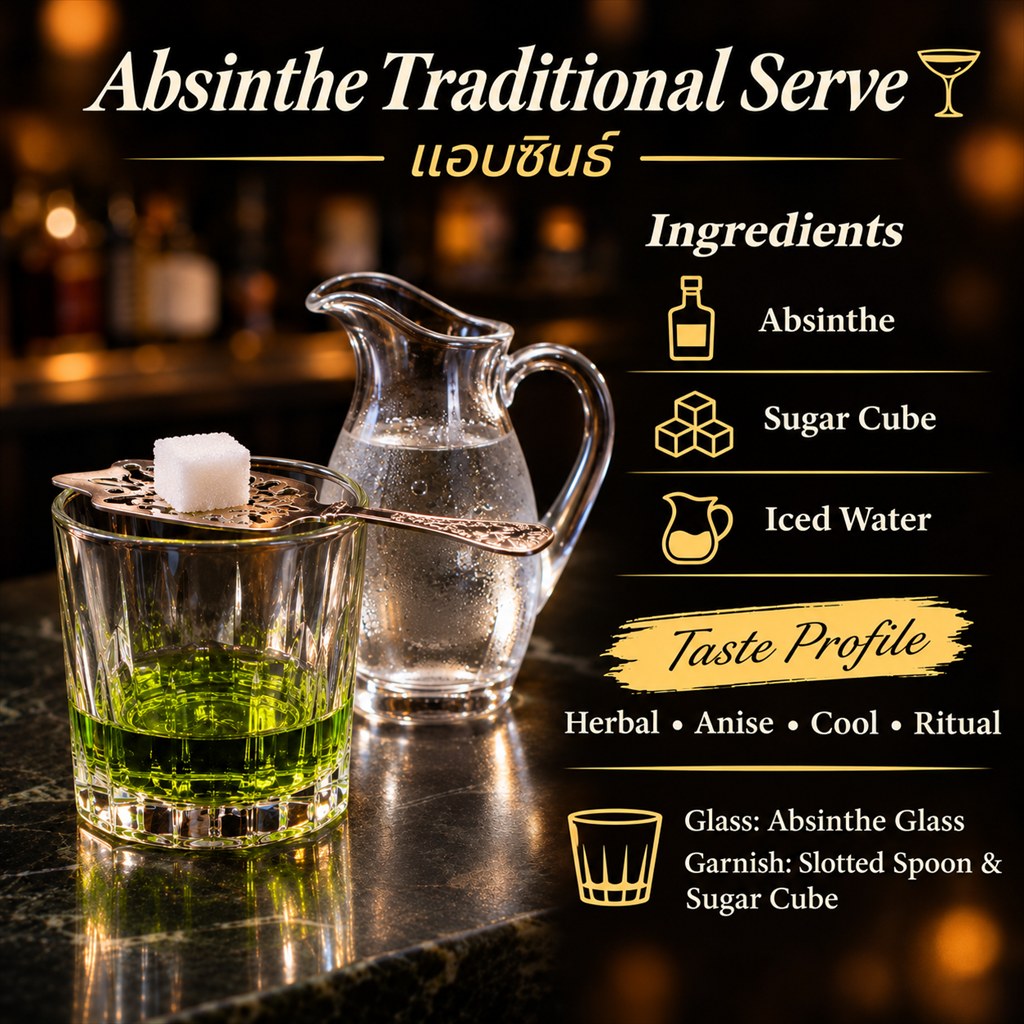 Absinthe Traditional Serve
แอบซินธ์
Ingredients
Absinthe
Sugar Cube
Iced Water
Taste Profile
Herbal • Anise • Cool • Ritual
Glass: Absinthe Glass
Garnish: Slotted Spoon &
Sugar Cube